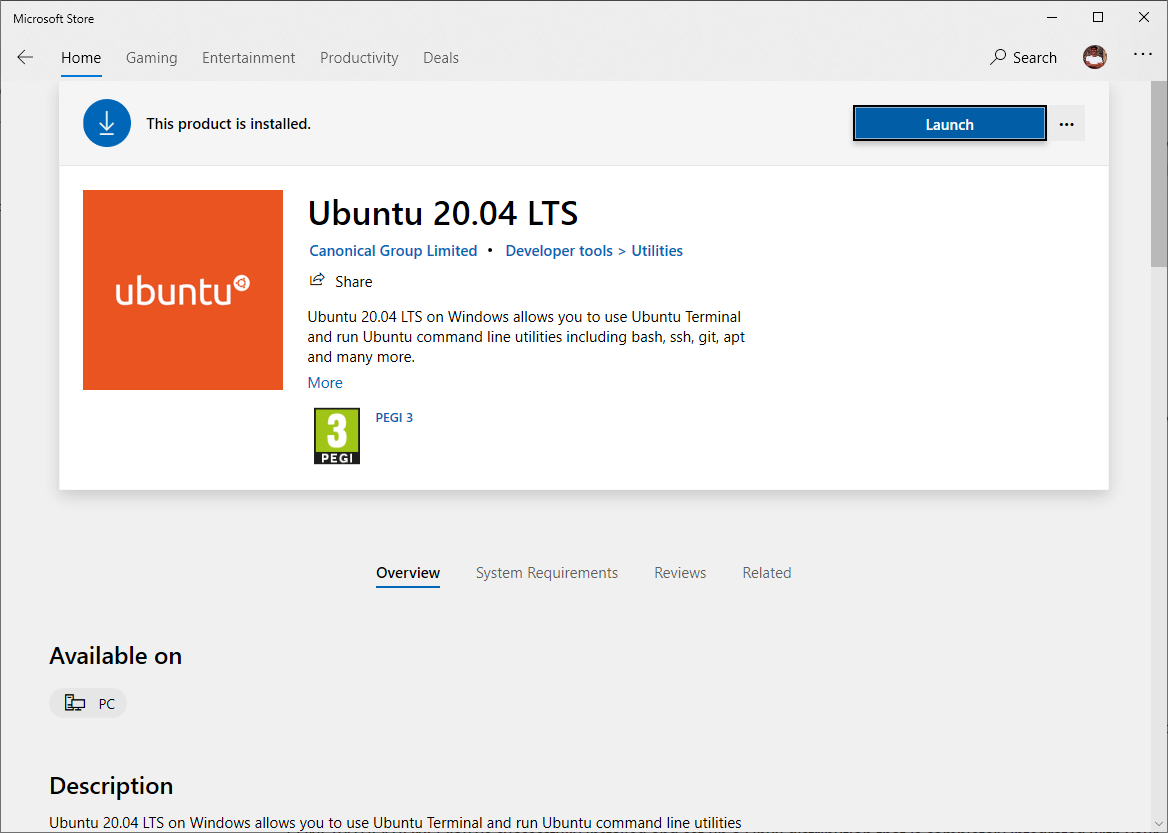 Microsoft Store
Home Gaming Entertainment Productivity Deals Search
This product is installed.
Launch
ubuntu
Ubuntu 20.04 LTS
Canonical Group Limited • Developer tools > Utilities
Share
Ubuntu 20.04 LTS on Windows allows you to use Ubuntu Terminal
and run Ubuntu command line utilities including bash, ssh, git, apt
and many more.
More
3
PEGI
PEGI 3
Overview System Requirements Reviews Related
Available on
PC
Description
Ubuntu 20.04 LTS on Windows allows you to use Ubuntu Terminal and run Ubuntu command line utilities